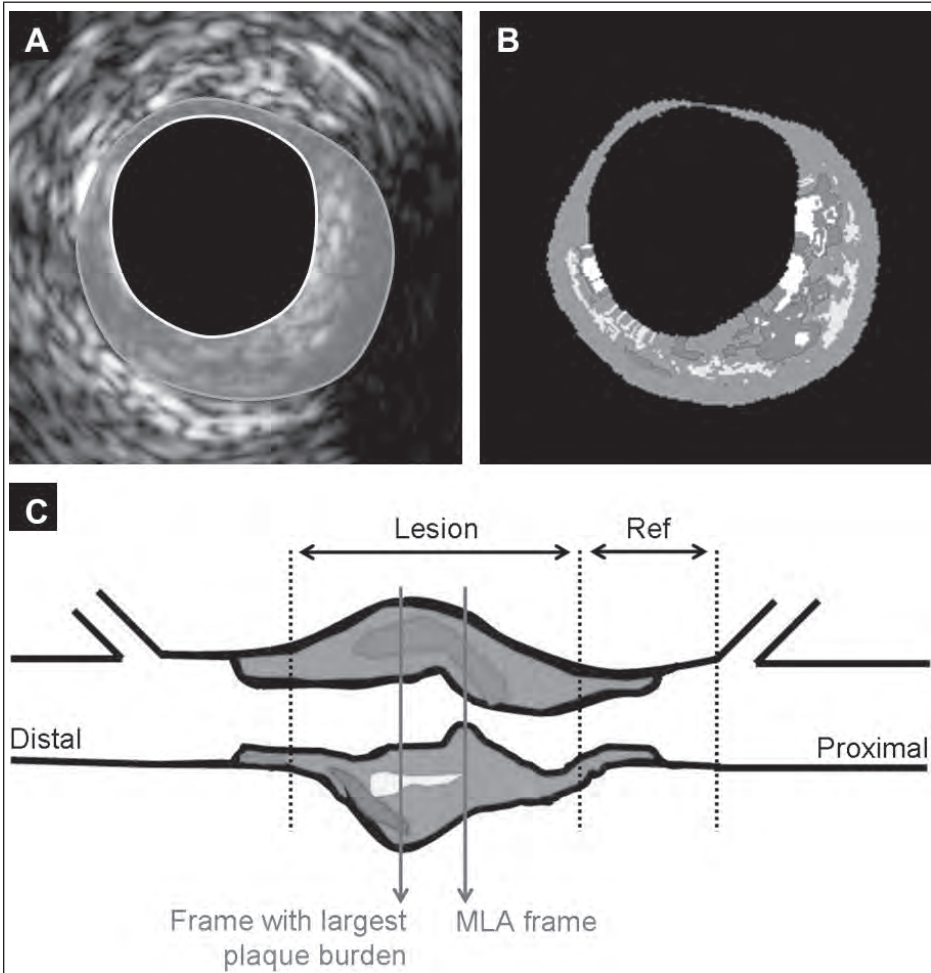 A
B
C
Lesion
Ref
Distal
Proximal
Frame with largest
plaque burden
MLA frame